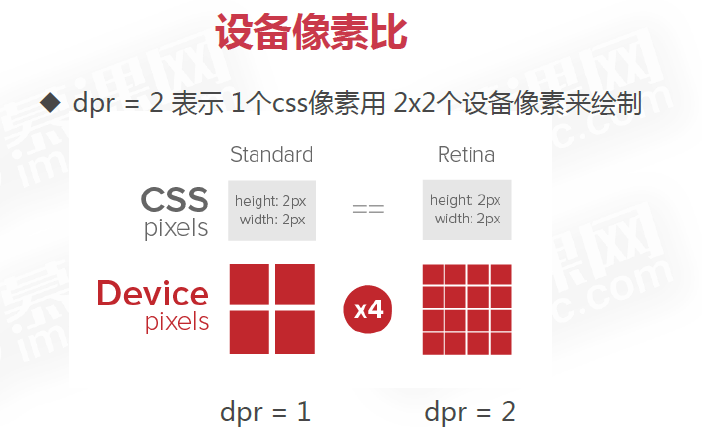 设备像素比
◆ dpr = 2 表示 1个css像素用 2x2个设备像素来绘制
Standard
Retina
CSS
pixels
height: 2px
width: 2px
==
height: 2px
width: 2px
Device
pixels
x4
dpr = 1
dpr = 2